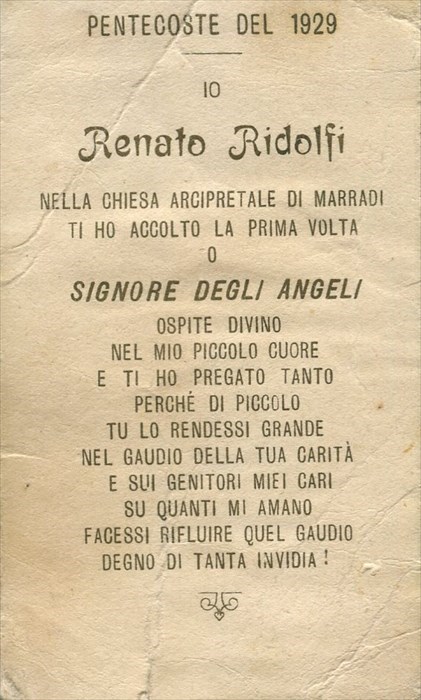 PENTECOSTE DEL 1929
IO
Renato Ridolfi
NELLA CHIESA ARCIPRETALE DI MARRADI
TI HO ACCOLTO LA PRIMA VOLTA
O
SIGNORE DEGLI ANGELI
OSPITE DIVINO
NEL MIO PICCOLO CUORE
E TI HO PREGATO TANTO
PERCHÉ DI PICCOLO
TU LO RENDESSI GRANDE
NEL GAUDIO DELLA TUA CARITÀ
E SUI GENITORI MIEI CARI
SU QUANTI MI AMANO
FACESSI RIFLUIRE QUEL GAUDIO
DEGNO DI TANTA INVIDIA !